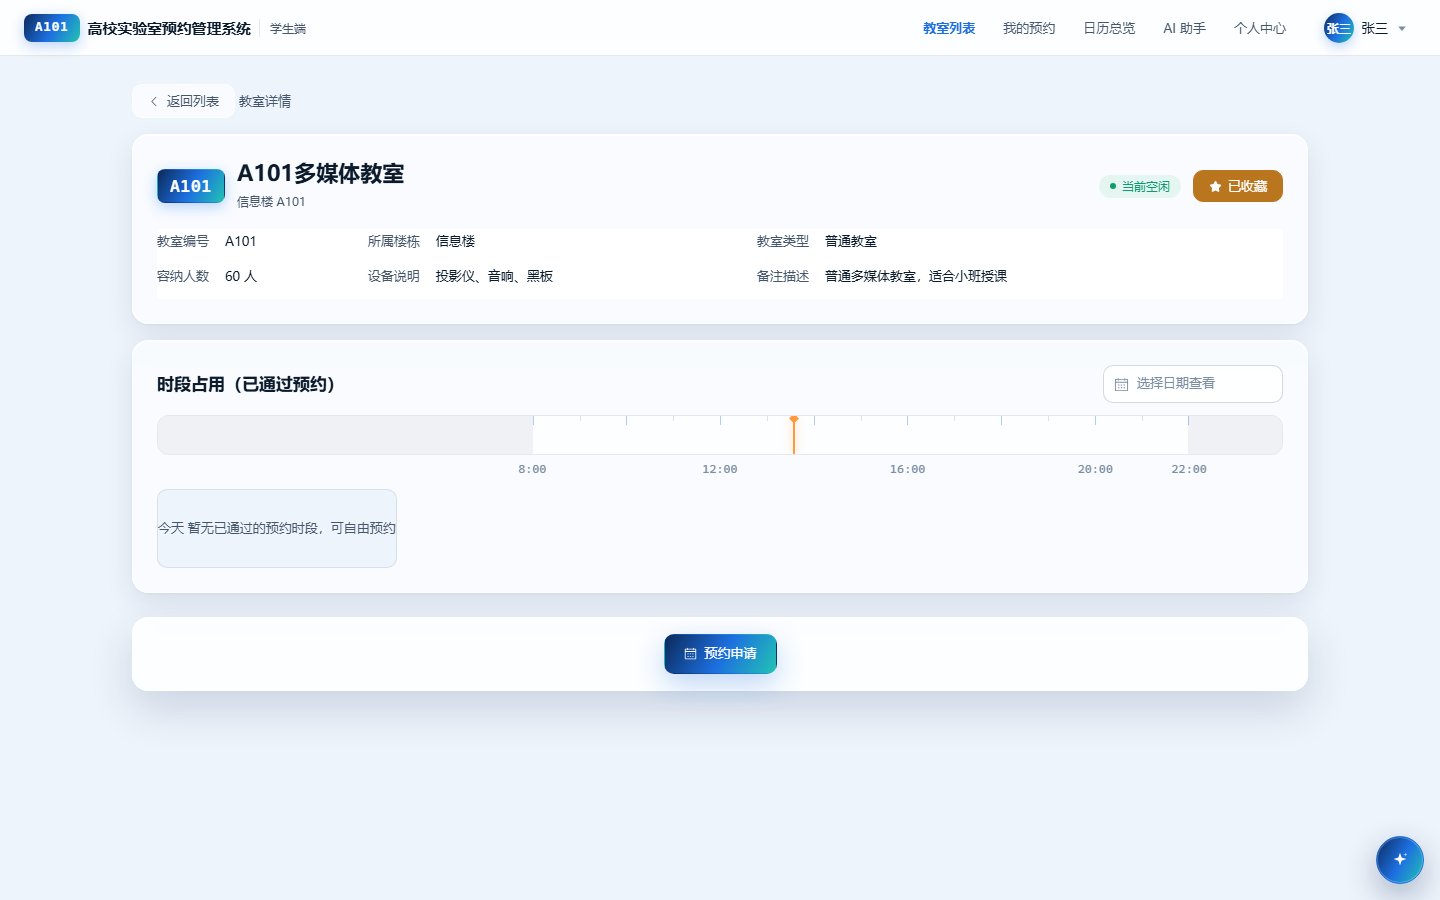 A101 高校实验室预约管理系统 学生端 教室列表 我的预约 日历总览 AI 助手 个人中心 张三 张三
返回列表 教室详情
A101 A101多媒体教室
信息楼 A101
当前空闲 已收藏
教室编号 A101 所属楼栋 信息楼 教室类型 普通教室
容纳人数 60 人 设备说明 投影仪、音响、黑板 备注描述 普通多媒体教室，适合小班授课
时段占用（已通过预约） 选择日期查看
8:00 12:00 16:00 20:00 22:00
今天 暂无已通过的预约时段，可自由预约
预约申请